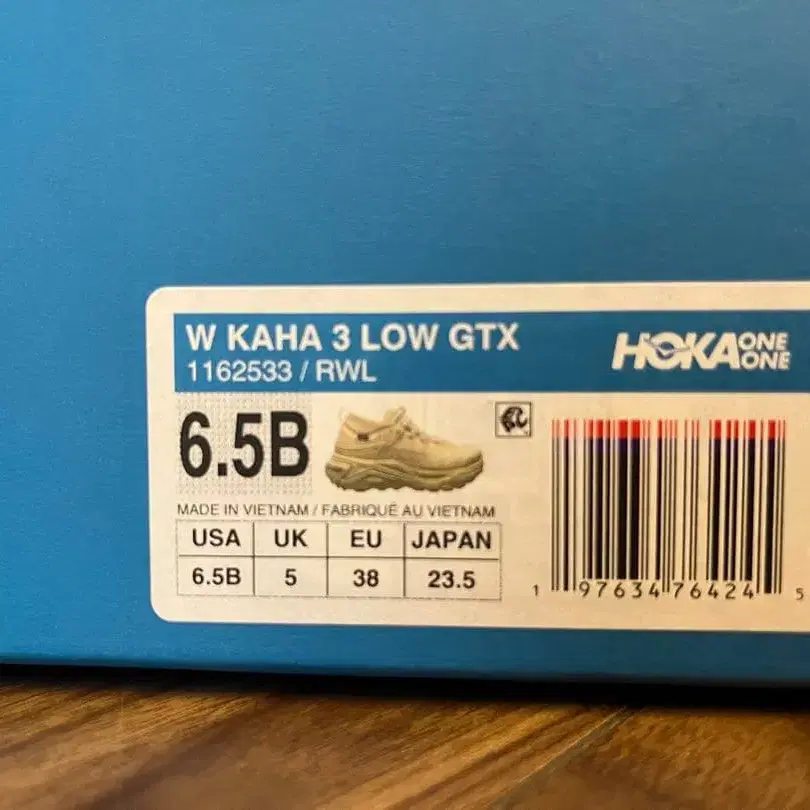 W KAHA 3 LOW GTX
1162533 / RWL
HOKA ONE ONE
6.5B
MADE IN VIETNAM / FABRIQUÉ AU VIETNAM
USA UK EU JAPAN
6.5B 5 38 23.5
1 97634 76424 5